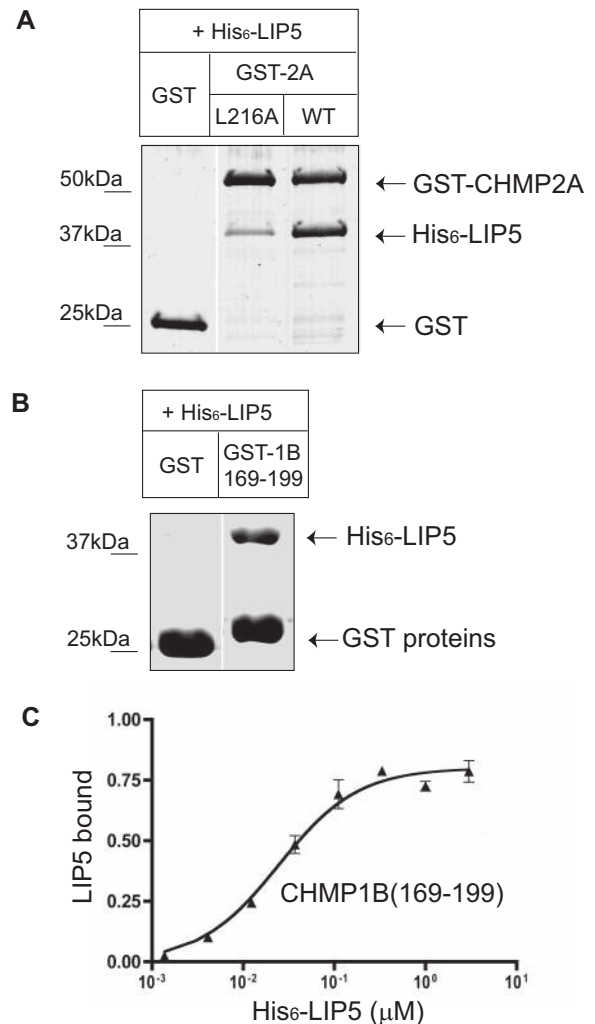 A
+ His₆-LIP5
GST
GST-2A
L216A WT
50kDa
← GST-CHMP2A
37kDa
← His₆-LIP5
25kDa
← GST
B
+ His₆-LIP5
GST
GST-1B
169-199
37kDa
← His₆-LIP5
25kDa
← GST proteins
C
LIP5 bound
1.00
0.75
0.50
0.25
0.00
CHMP1B(169-199)
10⁻³ 10⁻² 10⁻¹ 10⁰ 10¹
His₆-LIP5 (μM)